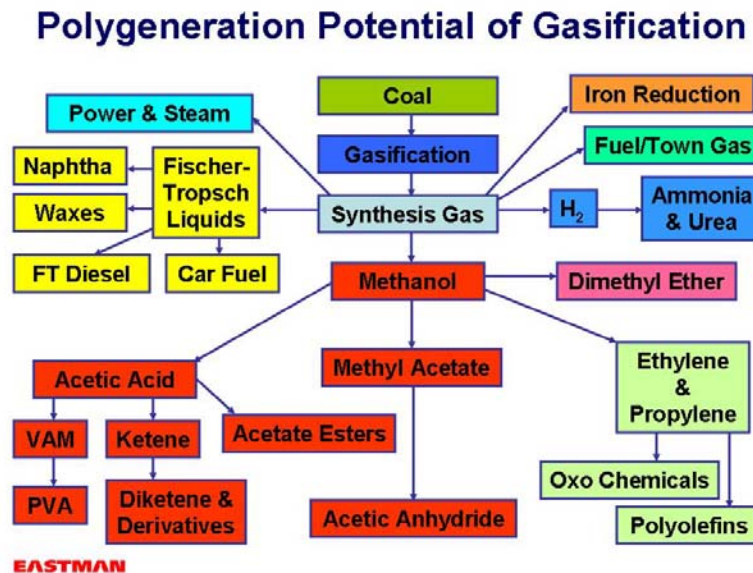 Polygeneration Potential of Gasification
Coal
Iron Reduction
Power & Steam
Gasification
Fuel/Town Gas
Naphtha
Fischer-
Tropsch
Liquids
Waxes
Synthesis Gas
H2
Ammonia
& Urea
FT Diesel
Car Fuel
Methanol
Dimethyl Ether
Acetic Acid
Methyl Acetate
Ethylene
&
Propylene
VAM
Ketene
Acetate Esters
Oxo Chemicals
PVA
Diketene &
Derivatives
Acetic Anhydride
Polyolefins
EASTMAN